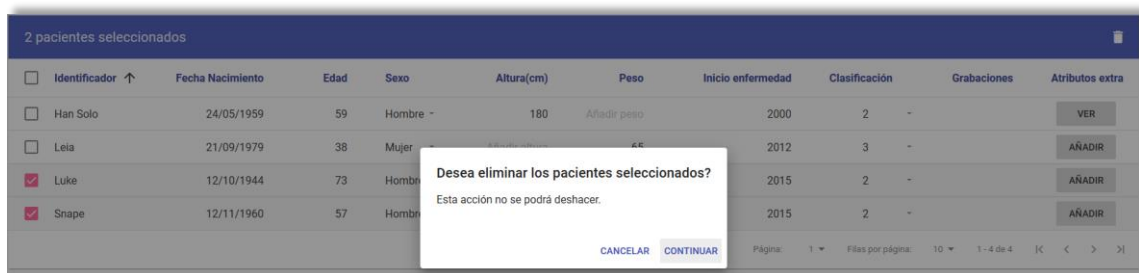 2 pacientes seleccionados
Identificador Fecha Nacimiento Edad Sexo Altura(cm) Peso Inicio enfermedad Clasificación Grabaciones Atributos extra
Han Solo 24/05/1959 59 Hombre 180 Añadir peso 2000 2 VER
Leia 21/09/1979 38 Mujer Añadir altura 65 2012 3 AÑADIR
Luke 12/10/1944 73 2015 2 AÑADIR
Snape 12/11/1960 57 2015 2 AÑADIR
Desea eliminar los pacientes seleccionados?
Esta acción no se podrá deshacer.
CANCELAR CONTINUAR
Página: 1 Filas por página: 10 1 - 4 de 4